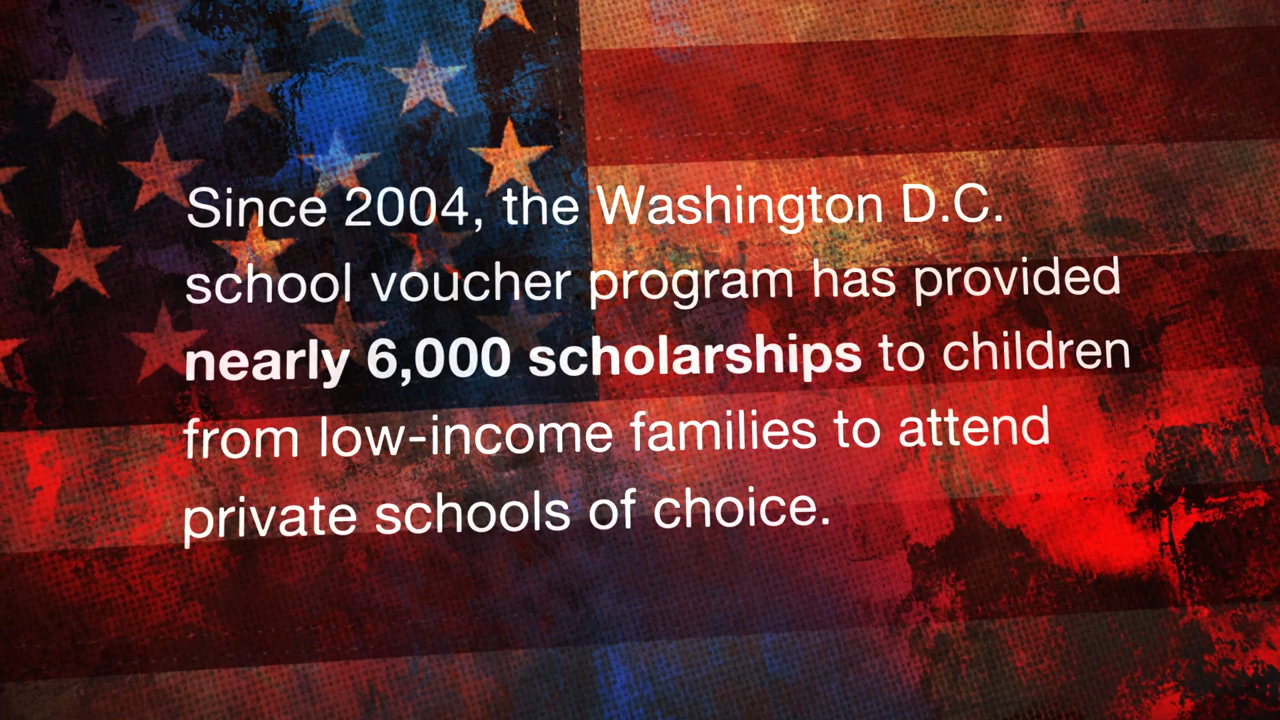 Since 2004, the Washington D.C.
school voucher program has provided
nearly 6,000 scholarships to children
from low-income families to attend
private schools of choice.